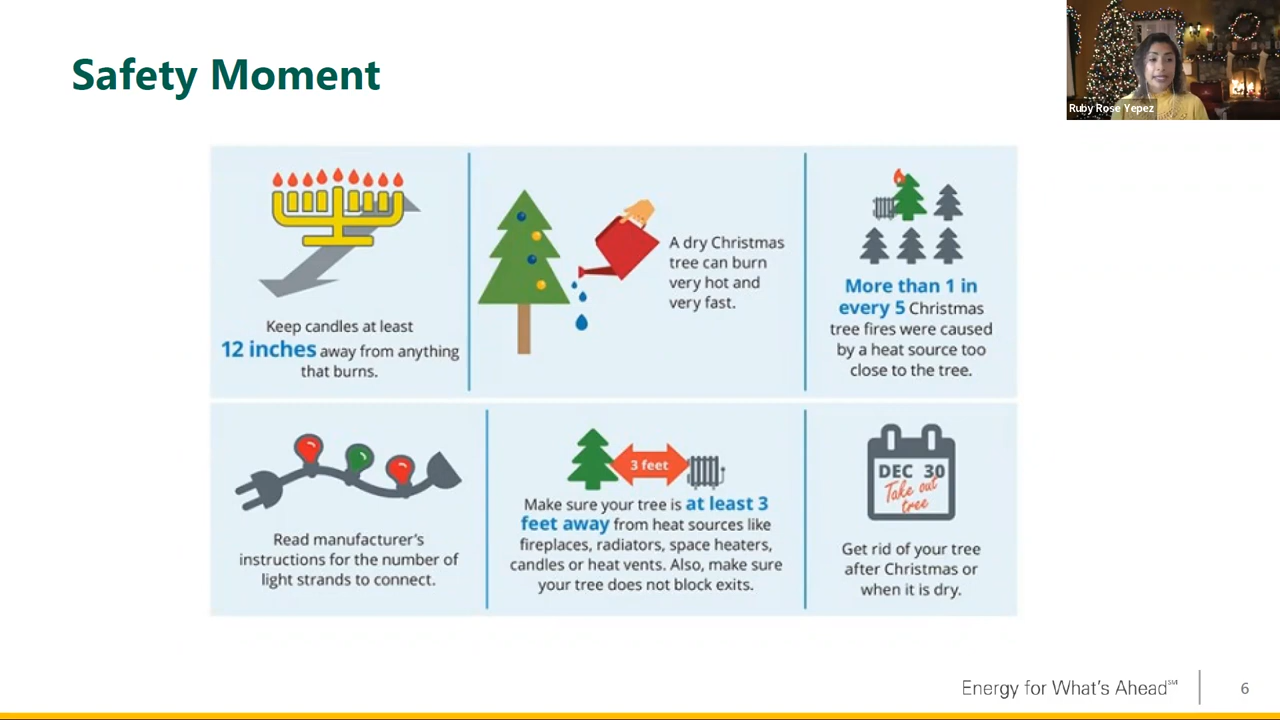 Safety Moment
Ruby Rose Yepez
Keep candles at least
12 inches away from anything
that burns.
A dry Christmas
tree can burn
very hot and
very fast.
More than 1 in
every 5 Christmas
tree fires were caused
by a heat source too
close to the tree.
Read manufacturer's
instructions for the number of
light strands to connect.
3 feet
Make sure your tree is at least 3
feet away from heat sources like
fireplaces, radiators, space heaters,
candles or heat vents. Also, make sure
your tree does not block exits.
DEC 30
Take out
tree
Get rid of your tree
after Christmas or
when it is dry.
Energy for What's Ahead℠
6